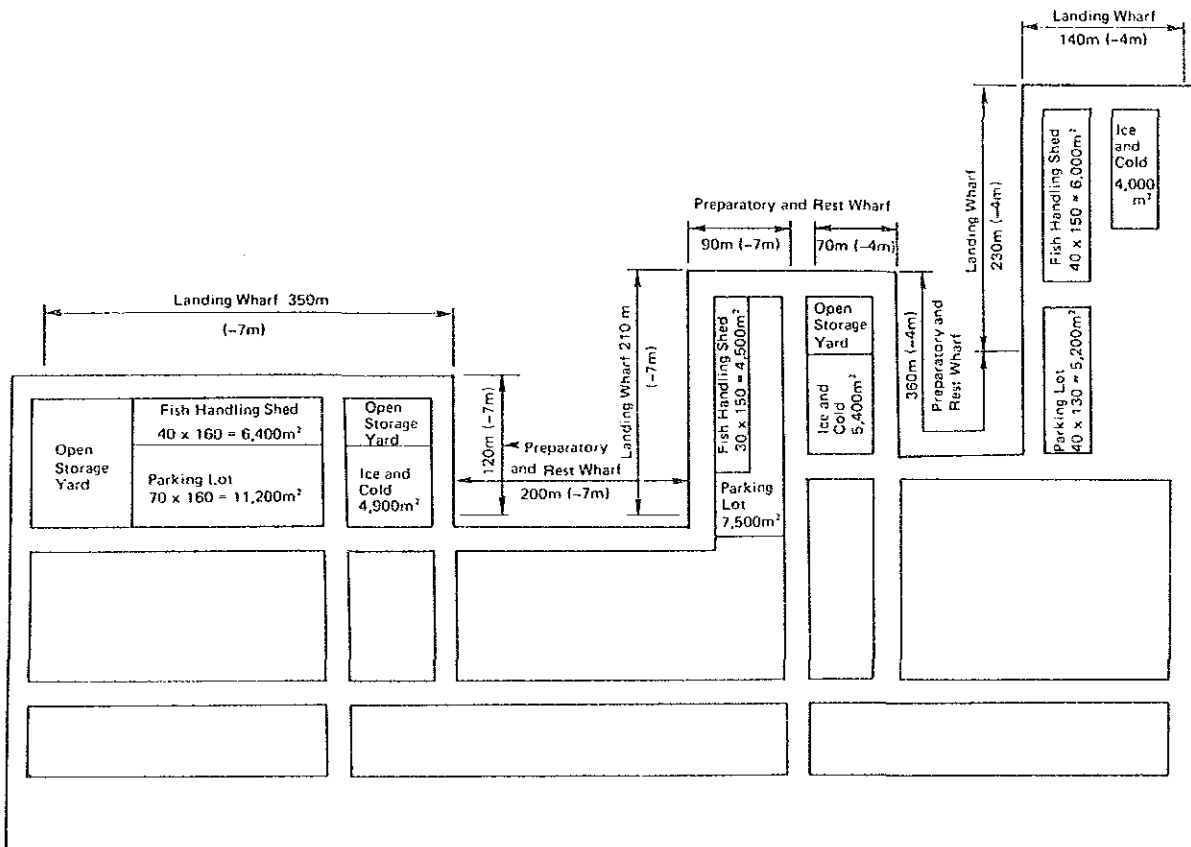 Landing Wharf
140m (-4m)
Landing Wharf
230m (-4m)
Fish Handling Shed
40 x 150 = 6,000m²
Ice
and
Cold
4,000
m²
Parking Lot
40 x 130 = 5,200m²
Preparatory and Rest Wharf
90m (-7m)
70m (-4m)
360m (-4m)
Preparatory and
Rest Wharf
Landing Wharf 210 m
(-7m)
Fish Handling Shed
30 x 150 = 4,500m²
Parking
Lot
7,500m²
Open
Storage
Yard
Ice and
Cold
5,400m²
Landing Wharf 350m
(-7m)
120m (-7m)
Preparatory
and Rest Wharf
200m (-7m)
Open
Storage
Yard
Fish Handling Shed
40 x 160 = 6,400m²
Parking Lot
70 x 160 = 11,200m²
Open
Storage
Yard
Ice and
Cold
4,900m²